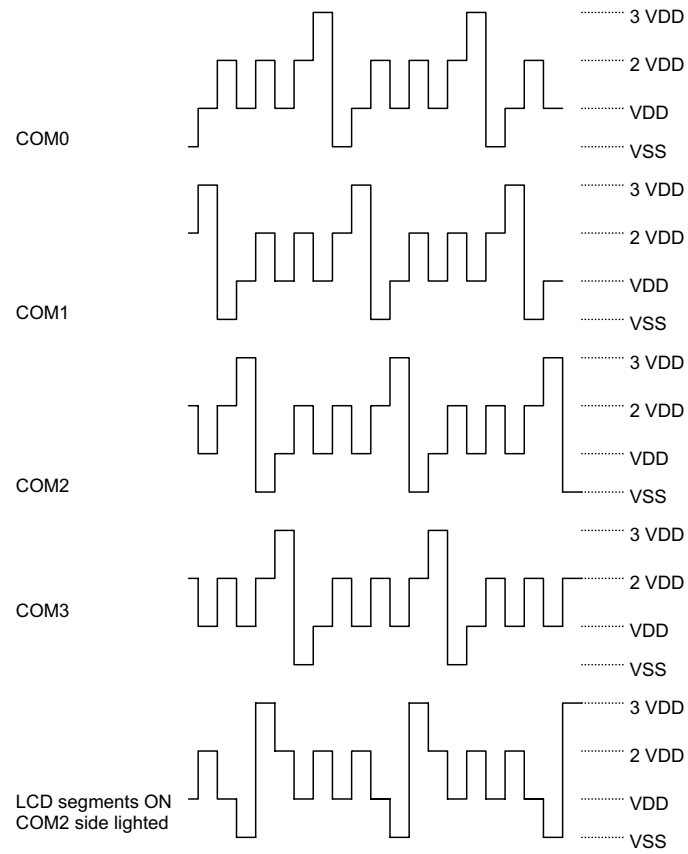 3 VDD
2 VDD
VDD
COM0
VSS
3 VDD
2 VDD
VDD
COM1
VSS
3 VDD
2 VDD
VDD
COM2
VSS
3 VDD
2 VDD
COM3
VDD
VSS
3 VDD
2 VDD
LCD segments ON
VDD
COM2 side lighted
VSS